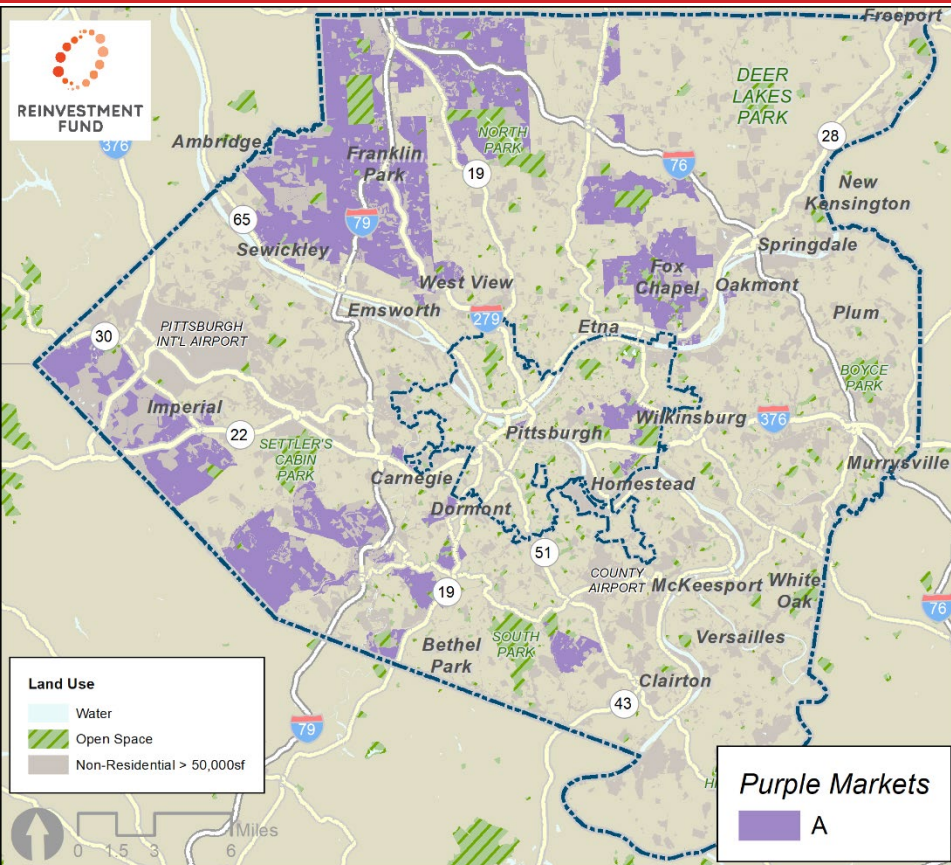 REINVESTMENT
FUND
Freeport
DEER
LAKES
PARK
376
Ambridge
28
NORTH
PARK
Franklin
Park
19
76
New
Kensington
65
79
Sewickley
Springdale
Fox
Chapel
Oakmont
West View
Emsworth
279
Etna
Plum
30
PITTSBURGH
INT'L AIRPORT
BOYCE
PARK
Imperial
Wilkinsburg
376
22
Pittsburgh
SETTLER'S
CABIN
PARK
Murrysville
Carnegie
Homestead
Dormont
51
COUNTY
AIRPORT
McKeesport
White
Oak
19
76
Versailles
Bethel
Park
SOUTH
PARK
Clairton
43
79
Land Use
Water
Open Space
Non-Residential > 50,000sf
Miles
0 1.5 3 6
Purple Markets
A